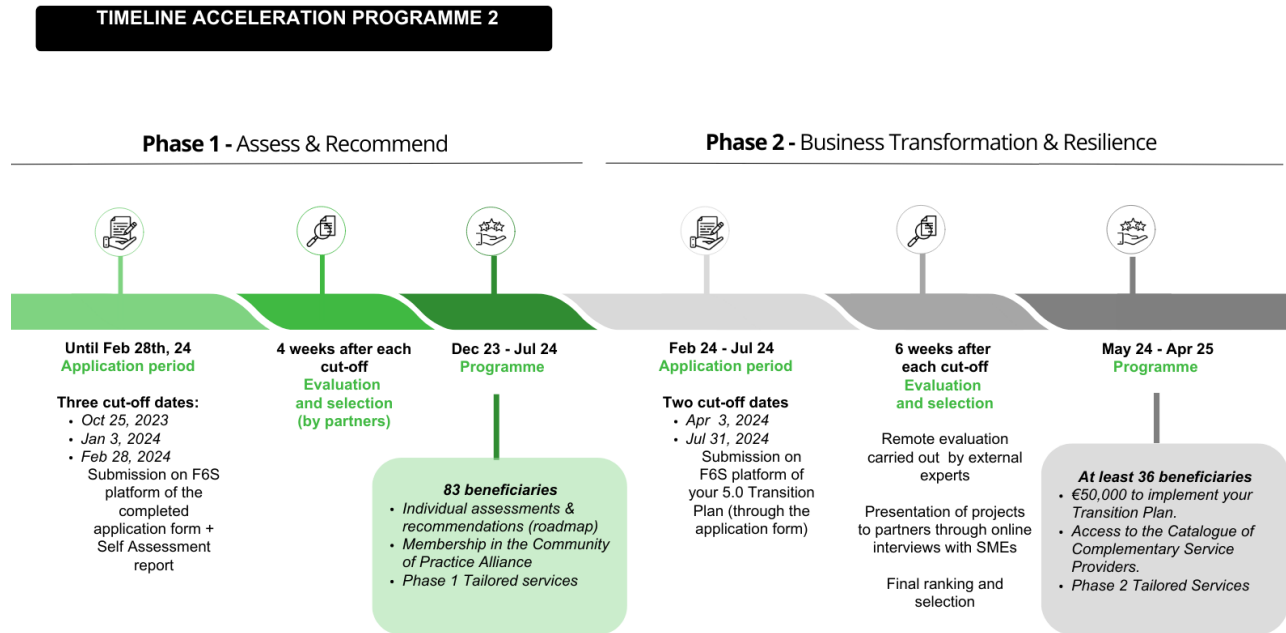 TIMELINE ACCELERATION PROGRAMME 2
Phase 1 - Assess & Recommend
Until Feb 28th, 24
Application period
Three cut-off dates:
• Oct 25, 2023
• Jan 3, 2024
• Feb 28, 2024
Submission on F6S
platform of the
completed
application form +
Self Assessment
report
4 weeks after each
cut-off
Evaluation
and selection
(by partners)
Dec 23 - Jul 24
Programme
83 beneficiaries
• Individual assessments &
recommendations (roadmap)
• Membership in the Community
of Practice Alliance
• Phase 1 Tailored services
Phase 2 - Business Transformation & Resilience
Feb 24 - Jul 24
Application period
Two cut-off dates
• Apr 3, 2024
• Jul 31, 2024
Submission on
F6S platform of
your 5.0 Transition
Plan (through the
application form)
6 weeks after
each cut-off
Evaluation
and selection
Remote evaluation
carried out by external
experts
Presentation of projects
to partners through online
interviews with SMEs
Final ranking and
selection
May 24 - Apr 25
Programme
At least 36 beneficiaries
• €50,000 to implement your
Transition Plan.
• Access to the Catalogue of
Complementary Service
Providers.
• Phase 2 Tailored Services